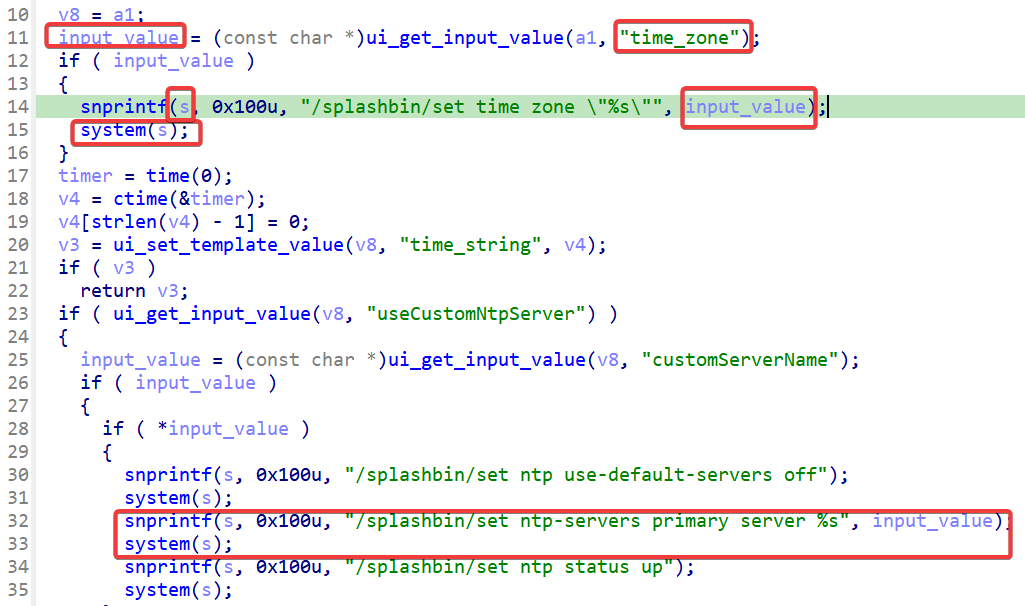 10 v8 = a1;
11 input_value = (const char *)ui_get_input_value(a1, "time_zone");
12 if ( input_value )
13 {
14 snprintf(s, 0x100u, "/splashbin/set time zone \"%s\"", input_value);
15 system(s);
16 }
17 timer = time(0);
18 v4 = ctime(&timer);
19 v4[strlen(v4) - 1] = 0;
20 v3 = ui_set_template_value(v8, "time_string", v4);
21 if ( v3 )
22 return v3;
23 if ( ui_get_input_value(v8, "useCustomNtpServer") )
24 {
25 input_value = (const char *)ui_get_input_value(v8, "customServerName");
26 if ( input_value )
27 {
28 if ( *input_value )
29 {
30 snprintf(s, 0x100u, "/splashbin/set ntp use-default-servers off");
31 system(s);
32 snprintf(s, 0x100u, "/splashbin/set ntp-servers primary server %s", input_value);
33 system(s);
34 snprintf(s, 0x100u, "/splashbin/set ntp status up");
35 system(s);